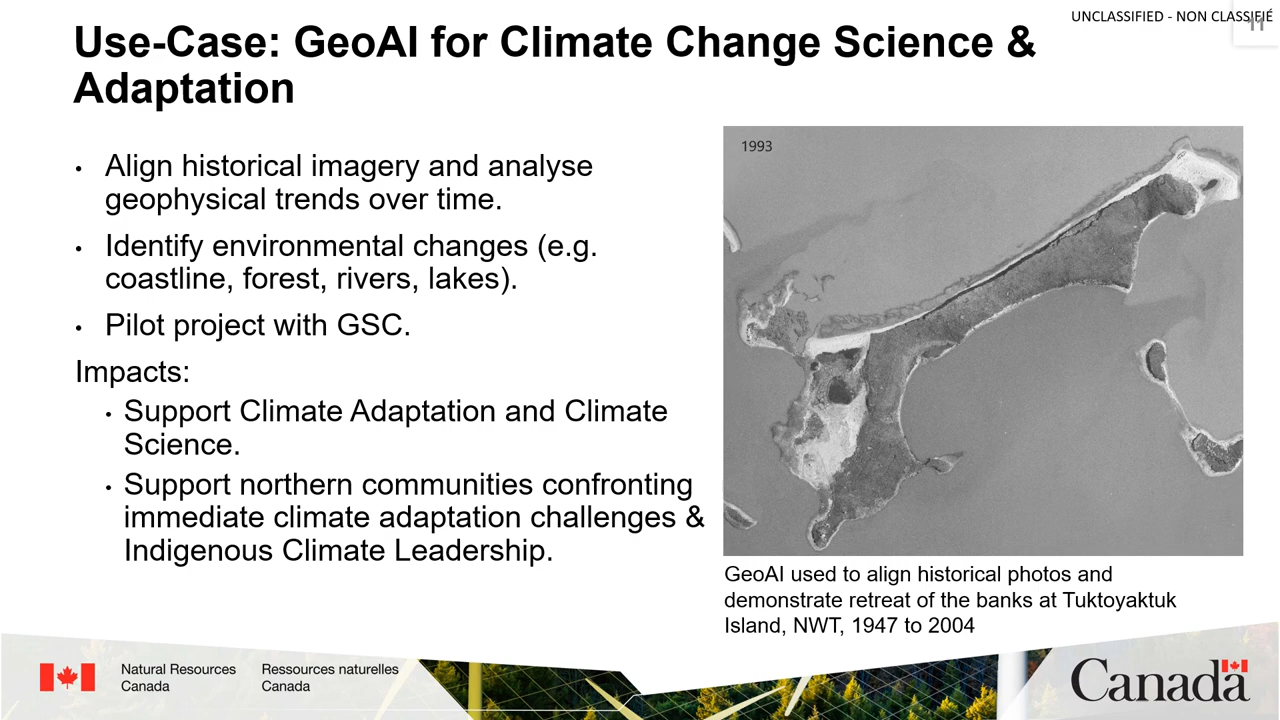 UNCLASSIFIED - NON CLASSIFIÉ
11
Use-Case: GeoAI for Climate Change Science &
Adaptation
• Align historical imagery and analyse
geophysical trends over time.
• Identify environmental changes (e.g.
coastline, forest, rivers, lakes).
• Pilot project with GSC.
Impacts:
• Support Climate Adaptation and Climate
Science.
• Support northern communities confronting
immediate climate adaptation challenges &
Indigenous Climate Leadership.
1993
GeoAI used to align historical photos and
demonstrate retreat of the banks at Tuktoyaktuk
Island, NWT, 1947 to 2004
Natural Resources
Canada
Ressources naturelles
Canada
Canada